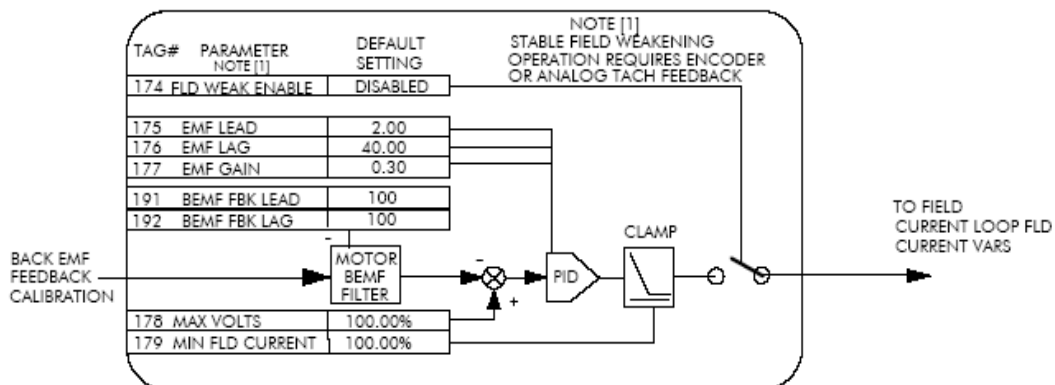 TAG# PARAMETER DEFAULT
NOTE [1] SETTING
174 FLD WEAK ENABLE DISABLED
175 EMF LEAD 2.00
176 EMF LAG 40.00
177 EMF GAIN 0.30
191 BEMF FBK LEAD 100
192 BEMF FBK LAG 100
NOTE [1]
STABLE FIELD WEAKENING
OPERATION REQUIRES ENCODER
OR ANALOG TACH FEEDBACK
BACK EMF
FEEDBACK
CALIBRATION
-
MOTOR
BEMF
FILTER
-
+
PID
CLAMP
TO FIELD
CURRENT LOOP FLD
CURRENT VARS
178 MAX VOLTS 100.00%
179 MIN FLD CURRENT 100.00%